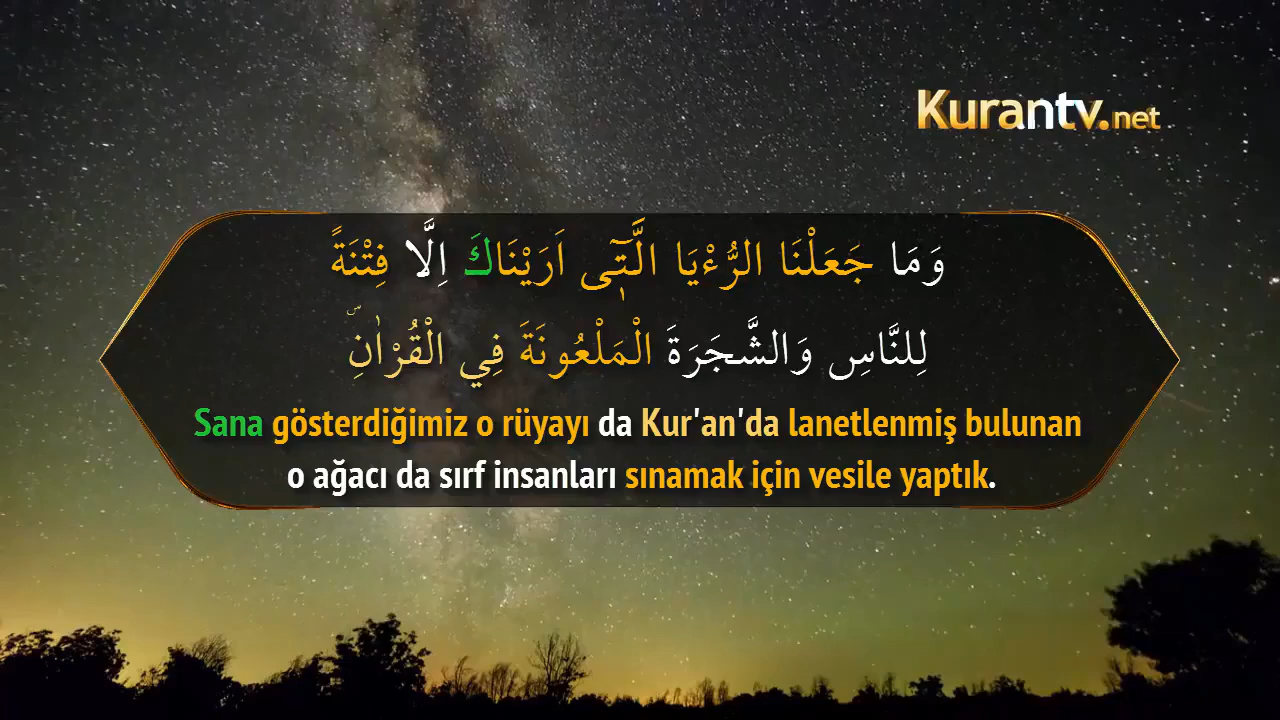 Kurantv.net
وَمَا جَعَلْنَا الرُّءْيَا الَّت۪ٓى اَرَيْنَاكَ اِلَّا فِتْنَةً
لِلنَّاسِ وَالشَّجَرَةَ الْمَلْعُونَةَ فِي الْقُرْاٰنِۜ
Sana gösterdiğimiz o rüyayı da Kur'an'da lanetlenmiş bulunan
o ağacı da sırf insanları sınamak için vesile yaptık.